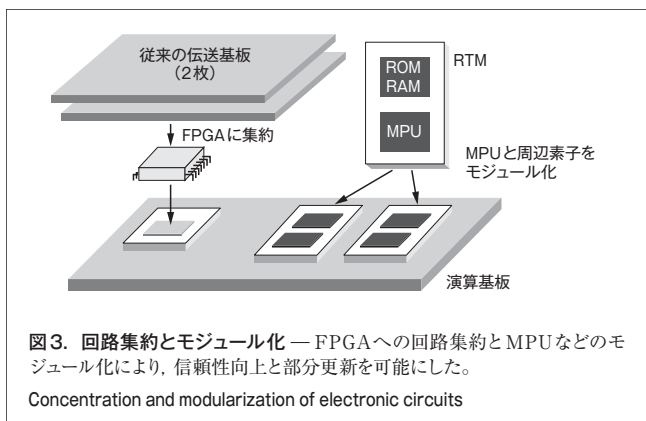 従来の伝送基板
（2枚）
FPGAに集約
ROM
RAM
MPU
RTM
MPUと周辺素子を
モジュール化
演算基板
図3. 回路集約とモジュール化 — FPGAへの回路集約とMPUなどのモ
ジュール化により，信頼性向上と部分更新を可能にした。
Concentration and modularization of electronic circuits